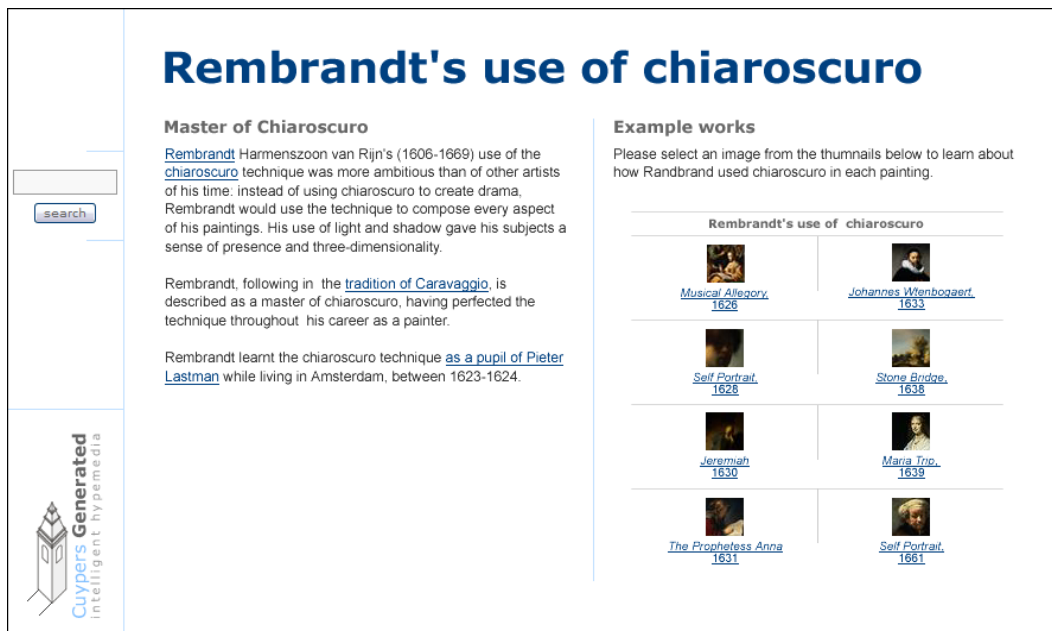 Rembrandt's use of chiaroscuro
search
Master of Chiaroscuro
Rembrandt Harmenszoon van Rijn's (1606-1669) use of the
chiaroscuro technique was more ambitious than of other artists
of his time: instead of using chiaroscuro to create drama,
Rembrandt would use the technique to compose every aspect
of his paintings. His use of light and shadow gave his subjects a
sense of presence and three-dimensionality.
Rembrandt, following in the tradition of Caravaggio, is
described as a master of chiaroscuro, having perfected the
technique throughout his career as a painter.
Rembrandt learnt the chiaroscuro technique as a pupil of Pieter
Lastman while living in Amsterdam, between 1623-1624.
Example works
Please select an image from the thumnails below to learn about
how Randbrand used chiaroscuro in each painting.
Rembrandt's use of chiaroscuro
Musical Allegory,
1626
Johannes Wtenbogaert,
1633
Self Portrait,
1628
Stone Bridge,
1638
Jeremiah
1630
Maria Trip,
1639
The Prophetess Anna
1631
Self Portrait,
1661
Cuypers Generated
intelligent hypemedia